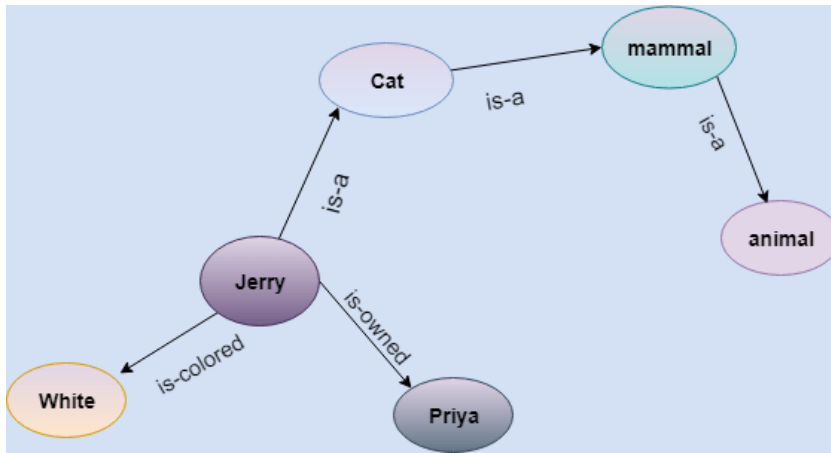 mammal
Cat
is-a
is-a
is-a
animal
Jerry
is-owned
is-colored
White
Priya